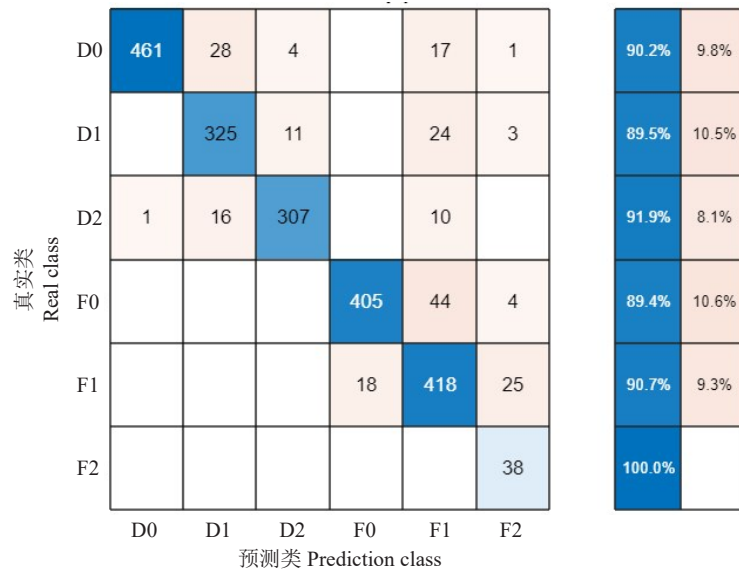 D0 461 28 4 17 1 90.2% 9.8%
D1 325 11 24 3 89.5% 10.5%
D2 1 16 307 10 91.9% 8.1%
F0 405 44 4 89.4% 10.6%
F1 18 418 25 90.7% 9.3%
F2 38 100.0%
真实类
Real class
D0 D1 D2 F0 F1 F2
预测类 Prediction class